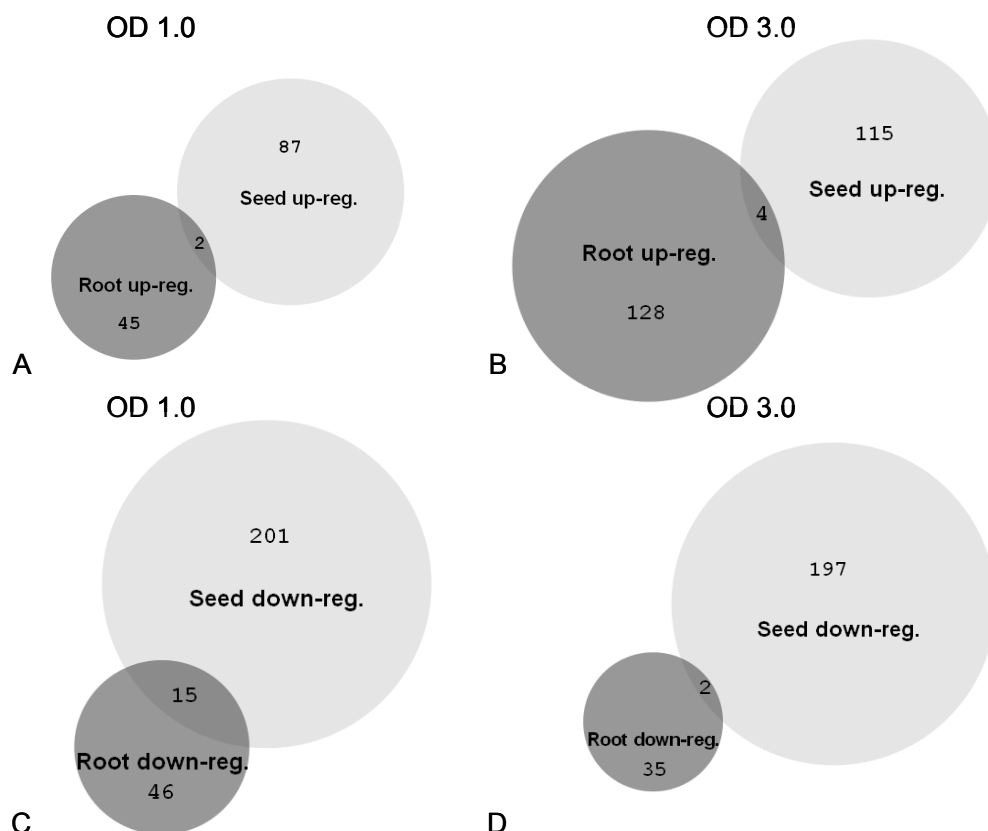 OD 1.0
87
Seed up-reg.
2
Root up-reg.
45
A
OD 3.0
115
Seed up-reg.
4
Root up-reg.
128
B
OD 1.0
201
Seed down-reg.
15
Root down-reg.
46
C
OD 3.0
197
Seed down-reg.
2
Root down-reg.
35
D